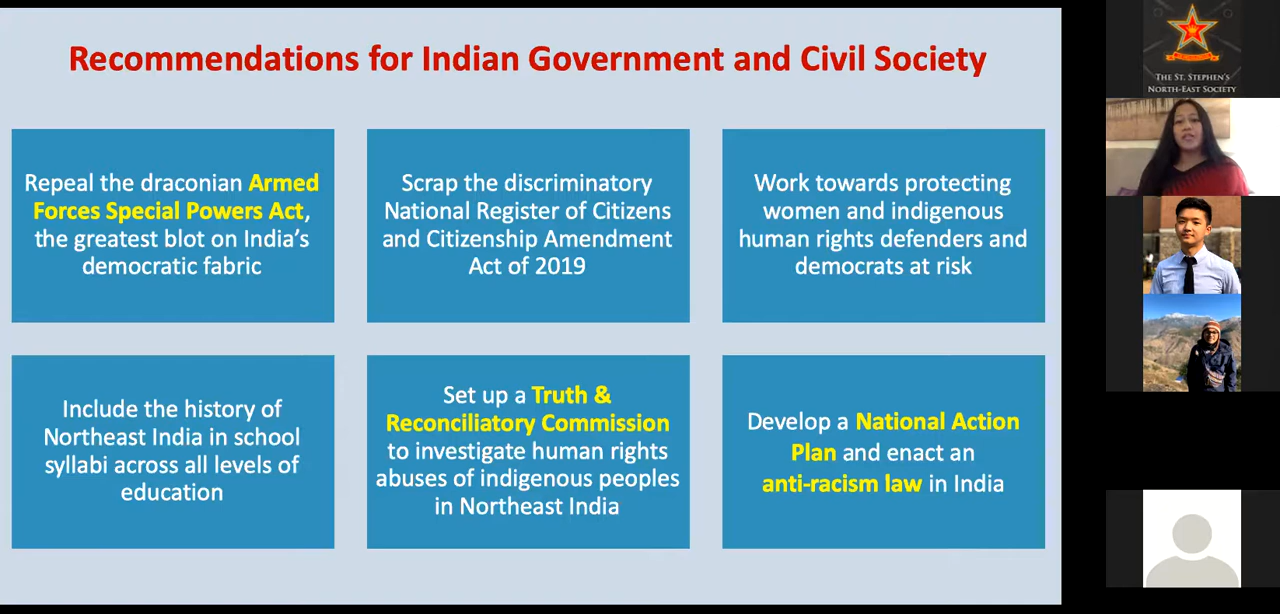 Recommendations for Indian Government and Civil Society
Repeal the draconian Armed
Forces Special Powers Act,
the greatest blot on India's
democratic fabric
Scrap the discriminatory
National Register of Citizens
and Citizenship Amendment
Act of 2019
Work towards protecting
women and indigenous
human rights defenders and
democrats at risk
Include the history of
Northeast India in school
syllabi across all levels of
education
Set up a Truth &
Reconciliatory Commission
to investigate human rights
abuses of indigenous peoples
in Northeast India
Develop a National Action
Plan and enact an
anti-racism law in India
THE ST. STEPHEN'S
NORTH-EAST SOCIETY